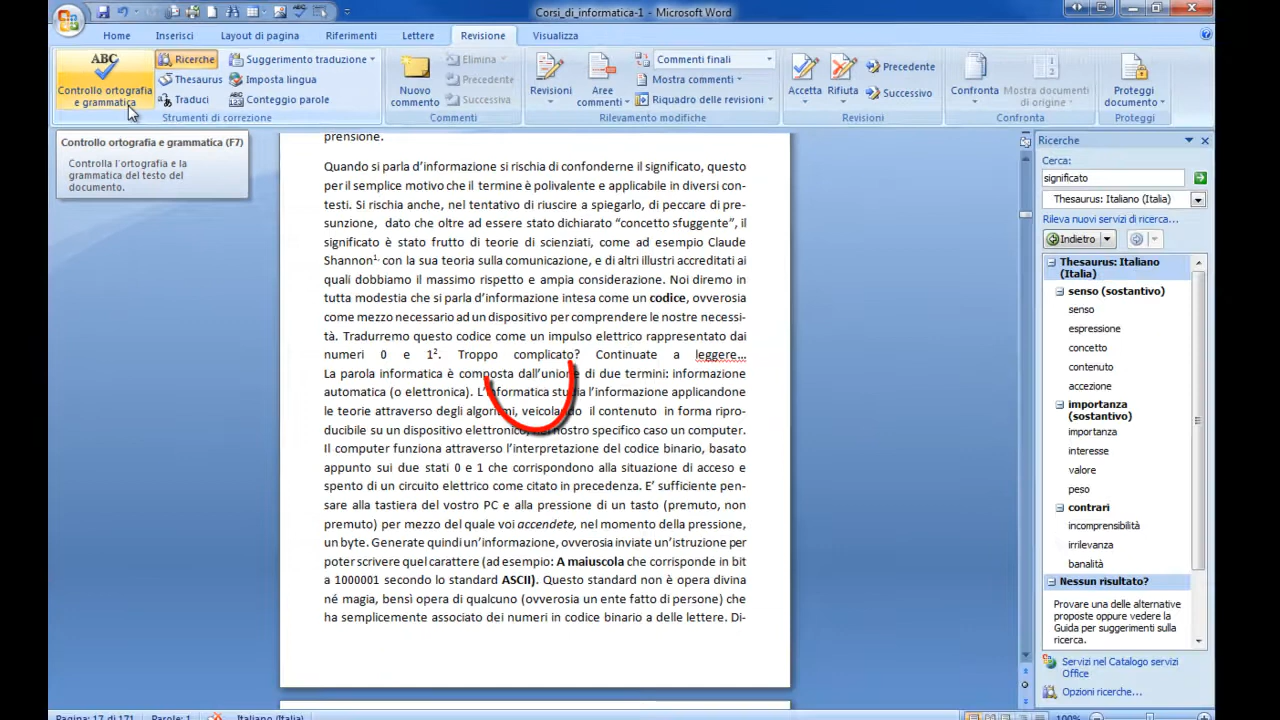 Corsi_di_informatica-1 - Microsoft Word
Home Inserisci Layout di pagina Riferimenti Lettere Revisione Visualizza
ABC
Controllo ortografia
e grammatica
Ricerche
Thesaurus
Traduci
Suggerimento traduzione
Imposta lingua
Conteggio parole
Strumenti di correzione
Nuovo
commento
Elimina
Precedente
Successiva
Commenti
Revisioni
Aree
commenti
Commenti finali
Mostra commenti
Riquadro delle revisioni
Rilevamento modifiche
Accetta
Rifiuta
Precedente
Successivo
Revisioni
Confronta
Mostra documenti
di origine
Confronta
Proteggi
documento
Proteggi
Controllo ortografia e grammatica (F7)
Controlla l'ortografia e la
grammatica del testo del
documento.
prensione.
Quando si parla d’informazione si rischia di confonderne il significato, questo
per il semplice motivo che il termine è polivalente e applicabile in diversi con-
testi. Si rischia anche, nel tentativo di riuscire a spiegarlo, di peccare di pre-
sunzione, dato che oltre ad essere stato dichiarato “concetto sfuggente”, il
significato è stato frutto di teorie di scienziati, come ad esempio Claude
Shannon¹· con la sua teoria sulla comunicazione, e di altri illustri accreditati ai
quali dobbiamo il massimo rispetto e ampia considerazione. Noi diremo in
tutta modestia che si parla d’informazione intesa come un codice, ovverosia
come mezzo necessario ad un dispositivo per comprendere le nostre necessi-
tà. Tradurremo questo codice come un impulso elettrico rappresentato dai
numeri 0 e 1². Troppo complicato? Continuate a leggere…
La parola informatica è composta dall’unione di due termini: informazione
automatica (o elettronica). L’informatica studia l’informazione applicandone
le teorie attraverso degli algoritmi, veicolando il contenuto in forma ripro-
ducibile su un dispositivo elettronico, nel nostro specifico caso un computer.
Il computer funziona attraverso l’interpretazione del codice binario, basato
appunto sui due stati 0 e 1 che corrispondono alla situazione di acceso e
spento di un circuito elettrico come citato in precedenza. E’ sufficiente pen-
sare alla tastiera del vostro PC e alla pressione di un tasto (premuto, non
premuto) per mezzo del quale voi accendete, nel momento della pressione,
un byte. Generate quindi un’informazione, ovverosia inviate un’istruzione per
poter scrivere quel carattere (ad esempio: A maiuscola che corrisponde in bit
a 1000001 secondo lo standard ASCII). Questo standard non è opera divina
né magia, bensì opera di qualcuno (ovverosia un ente fatto di persone) che
ha semplicemente associato dei numeri in codice binario a delle lettere. Di-
Ricerche
Cerca:
significato
Thesaurus: Italiano (Italia)
Rileva nuovi servizi di ricerca...
Indietro
Thesaurus: Italiano
(Italia)
senso (sostantivo)
senso
espressione
concetto
contenuto
accezione
importanza
(sostantivo)
importanza
interesse
valore
peso
contrari
incomprensibilità
irrilevanza
banalità
Nessun risultato?
Provare una delle alternative
proposte oppure vedere la
Guida per suggerimenti sulla
ricerca.
Servizi nel Catalogo servizi
Office
Opzioni ricerche...
Pagina: 17 di 171 Parole: 1 Italiano (Italia) 100%